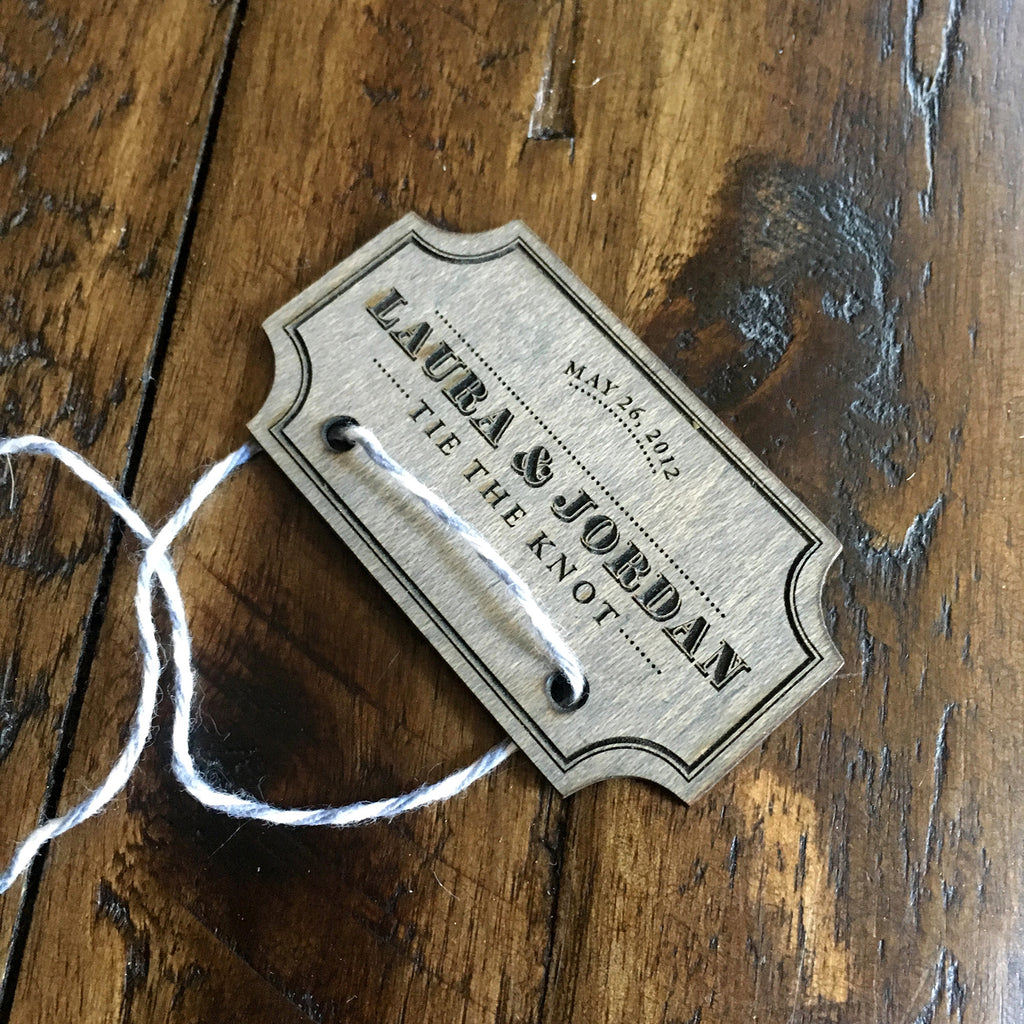 MAY 26, 2012
LAURA & JORDAN
TIE THE KNOT